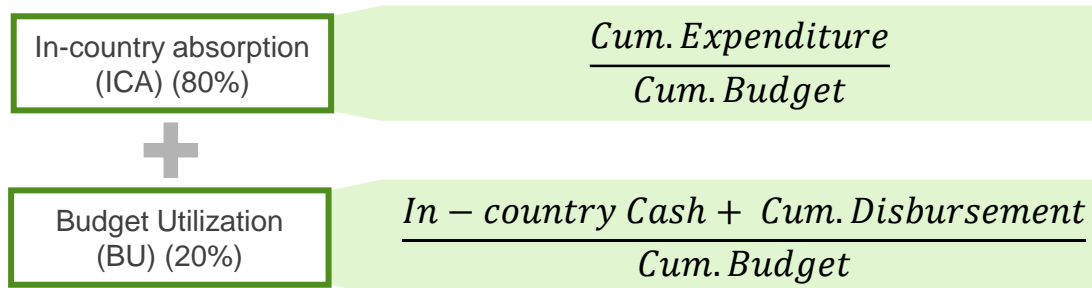 In-country absorption
(ICA) (80%)
Cum. Expenditure
Cum. Budget
+
Budget Utilization
(BU) (20%)
In − country Cash + Cum. Disbursement
Cum. Budget